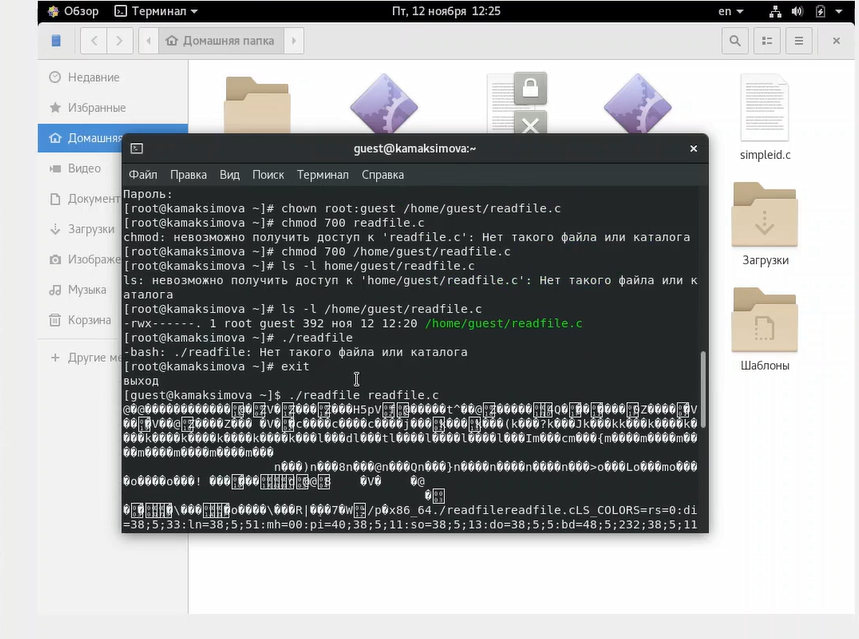 Обзор
Терминал
Пт, 12 ноября 12:25
en
Домашняя папка
Недавние
Избранные
Домашняя
Видео
Документ
Загрузки
Изображе
Музыка
Корзина
Другие ме
simpleid.c
Загрузки
Шаблоны
guest@kamaksimova:~
Файл Правка Вид Поиск Терминал Справка
Пароль:
[root@kamaksimova ~]# chown root:guest /home/guest/readfile.c
[root@kamaksimova ~]# chmod 700 readfile.c
chmod: невозможно получить доступ к 'readfile.c': Нет такого файла или каталога
[root@kamaksimova ~]# chmod 700 /home/guest/readfile.c
[root@kamaksimova ~]# ls -l home/guest/readfile.c
ls: невозможно получить доступ к 'home/guest/readfile.c': Нет такого файла или к
аталога
[root@kamaksimova ~]# ls -l /home/guest/readfile.c
-rwx------. 1 root guest 392 ноя 12 12:20 /home/guest/readfile.c
[root@kamaksimova ~]# ./readfile
-bash: ./readfile: Нет такого файла или каталога
[root@kamaksimova ~]# exit
выход
[guest@kamaksimova ~]$ ./readfile readfile.c
x86_64./readfilereadfile.cLS_COLORS=rs=0:di
=38;5;33:ln=38;5;51:mh=00:pi=40;38;5;11:so=38;5;13:do=38;5;5:bd=48;5;232;38;5;11